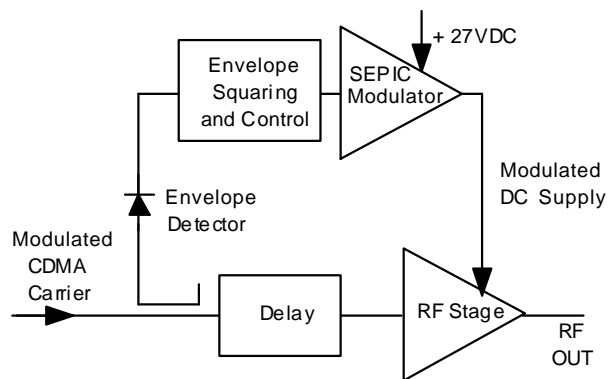 + 27VDC
Envelope
Squaring
and Control
SEPIC
Modulator
Modulated
DC Supply
Envelope
Detector
Modulated
CDMA
Carrier
Delay
RF Stage
RF
OUT